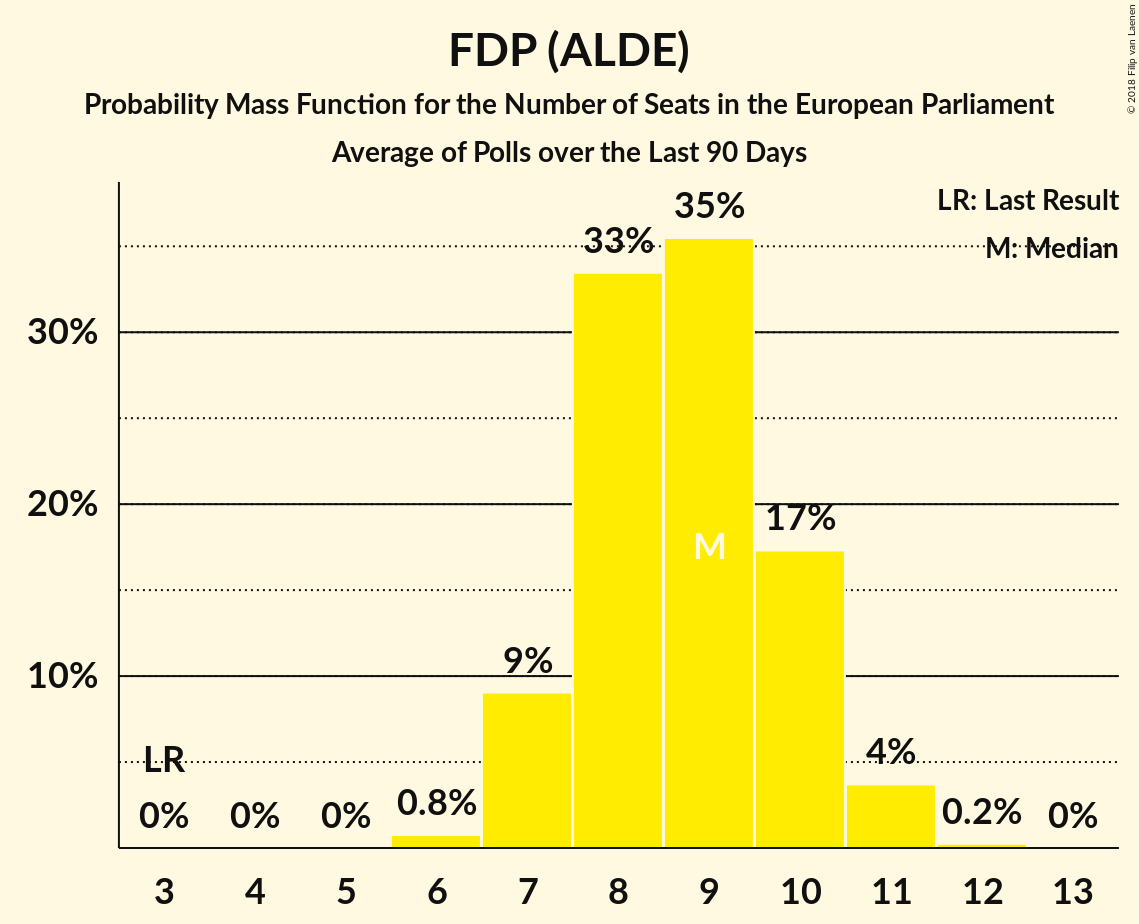 FDP (ALDE)
Probability Mass Function for the Number of Seats in the European Parliament
Average of Polls over the Last 90 Days
© 2018 Filip van Laenen
LR: Last Result
M: Median
35%
33%
30%
20%
17%
M
10%
9%
LR
4%
0% 0% 0% 0.8% 0.2% 0%
3 4 5 6 7 8 9 10 11 12 13